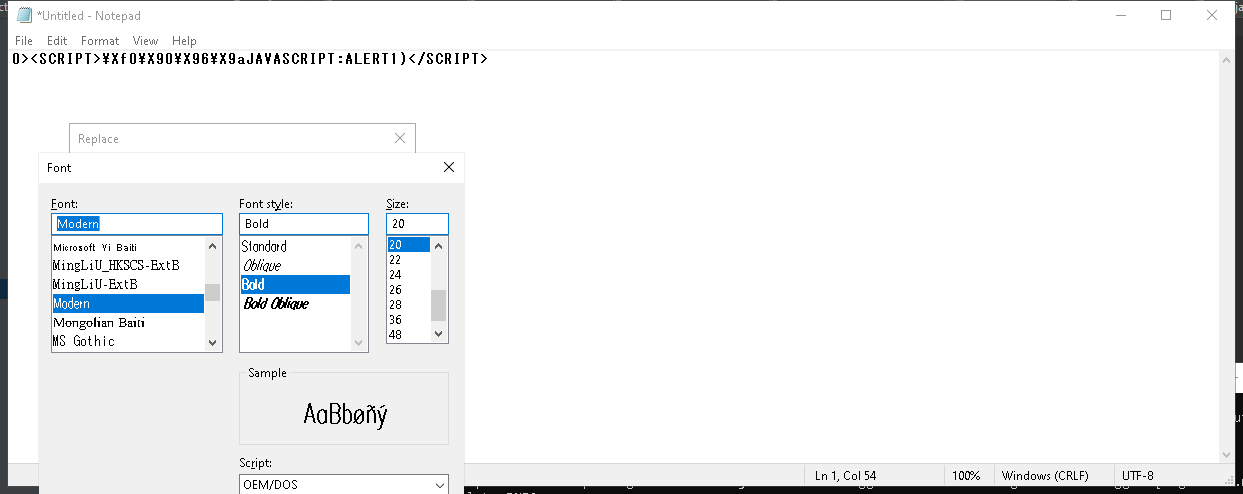 *Untitled - Notepad
File Edit Format View Help
0><SCRIPT>¥Xf0¥X90¥X96¥X9aJAVASCRIPT:ALERT1)</SCRIPT>
Replace
Font
Font: Font style: Size:
Modern Bold 20
Microsoft Yi Baiti
MingLiU_HKSCS-ExtB
MingLiU-ExtB
Modern
Mongolian Baiti
MS Gothic
Standard
Oblique
Bold
Bold Oblique
20
22
24
26
28
36
48
Sample
AaBbøñý
Script:
OEM/DOS
Ln 1, Col 54 100% Windows (CRLF) UTF-8